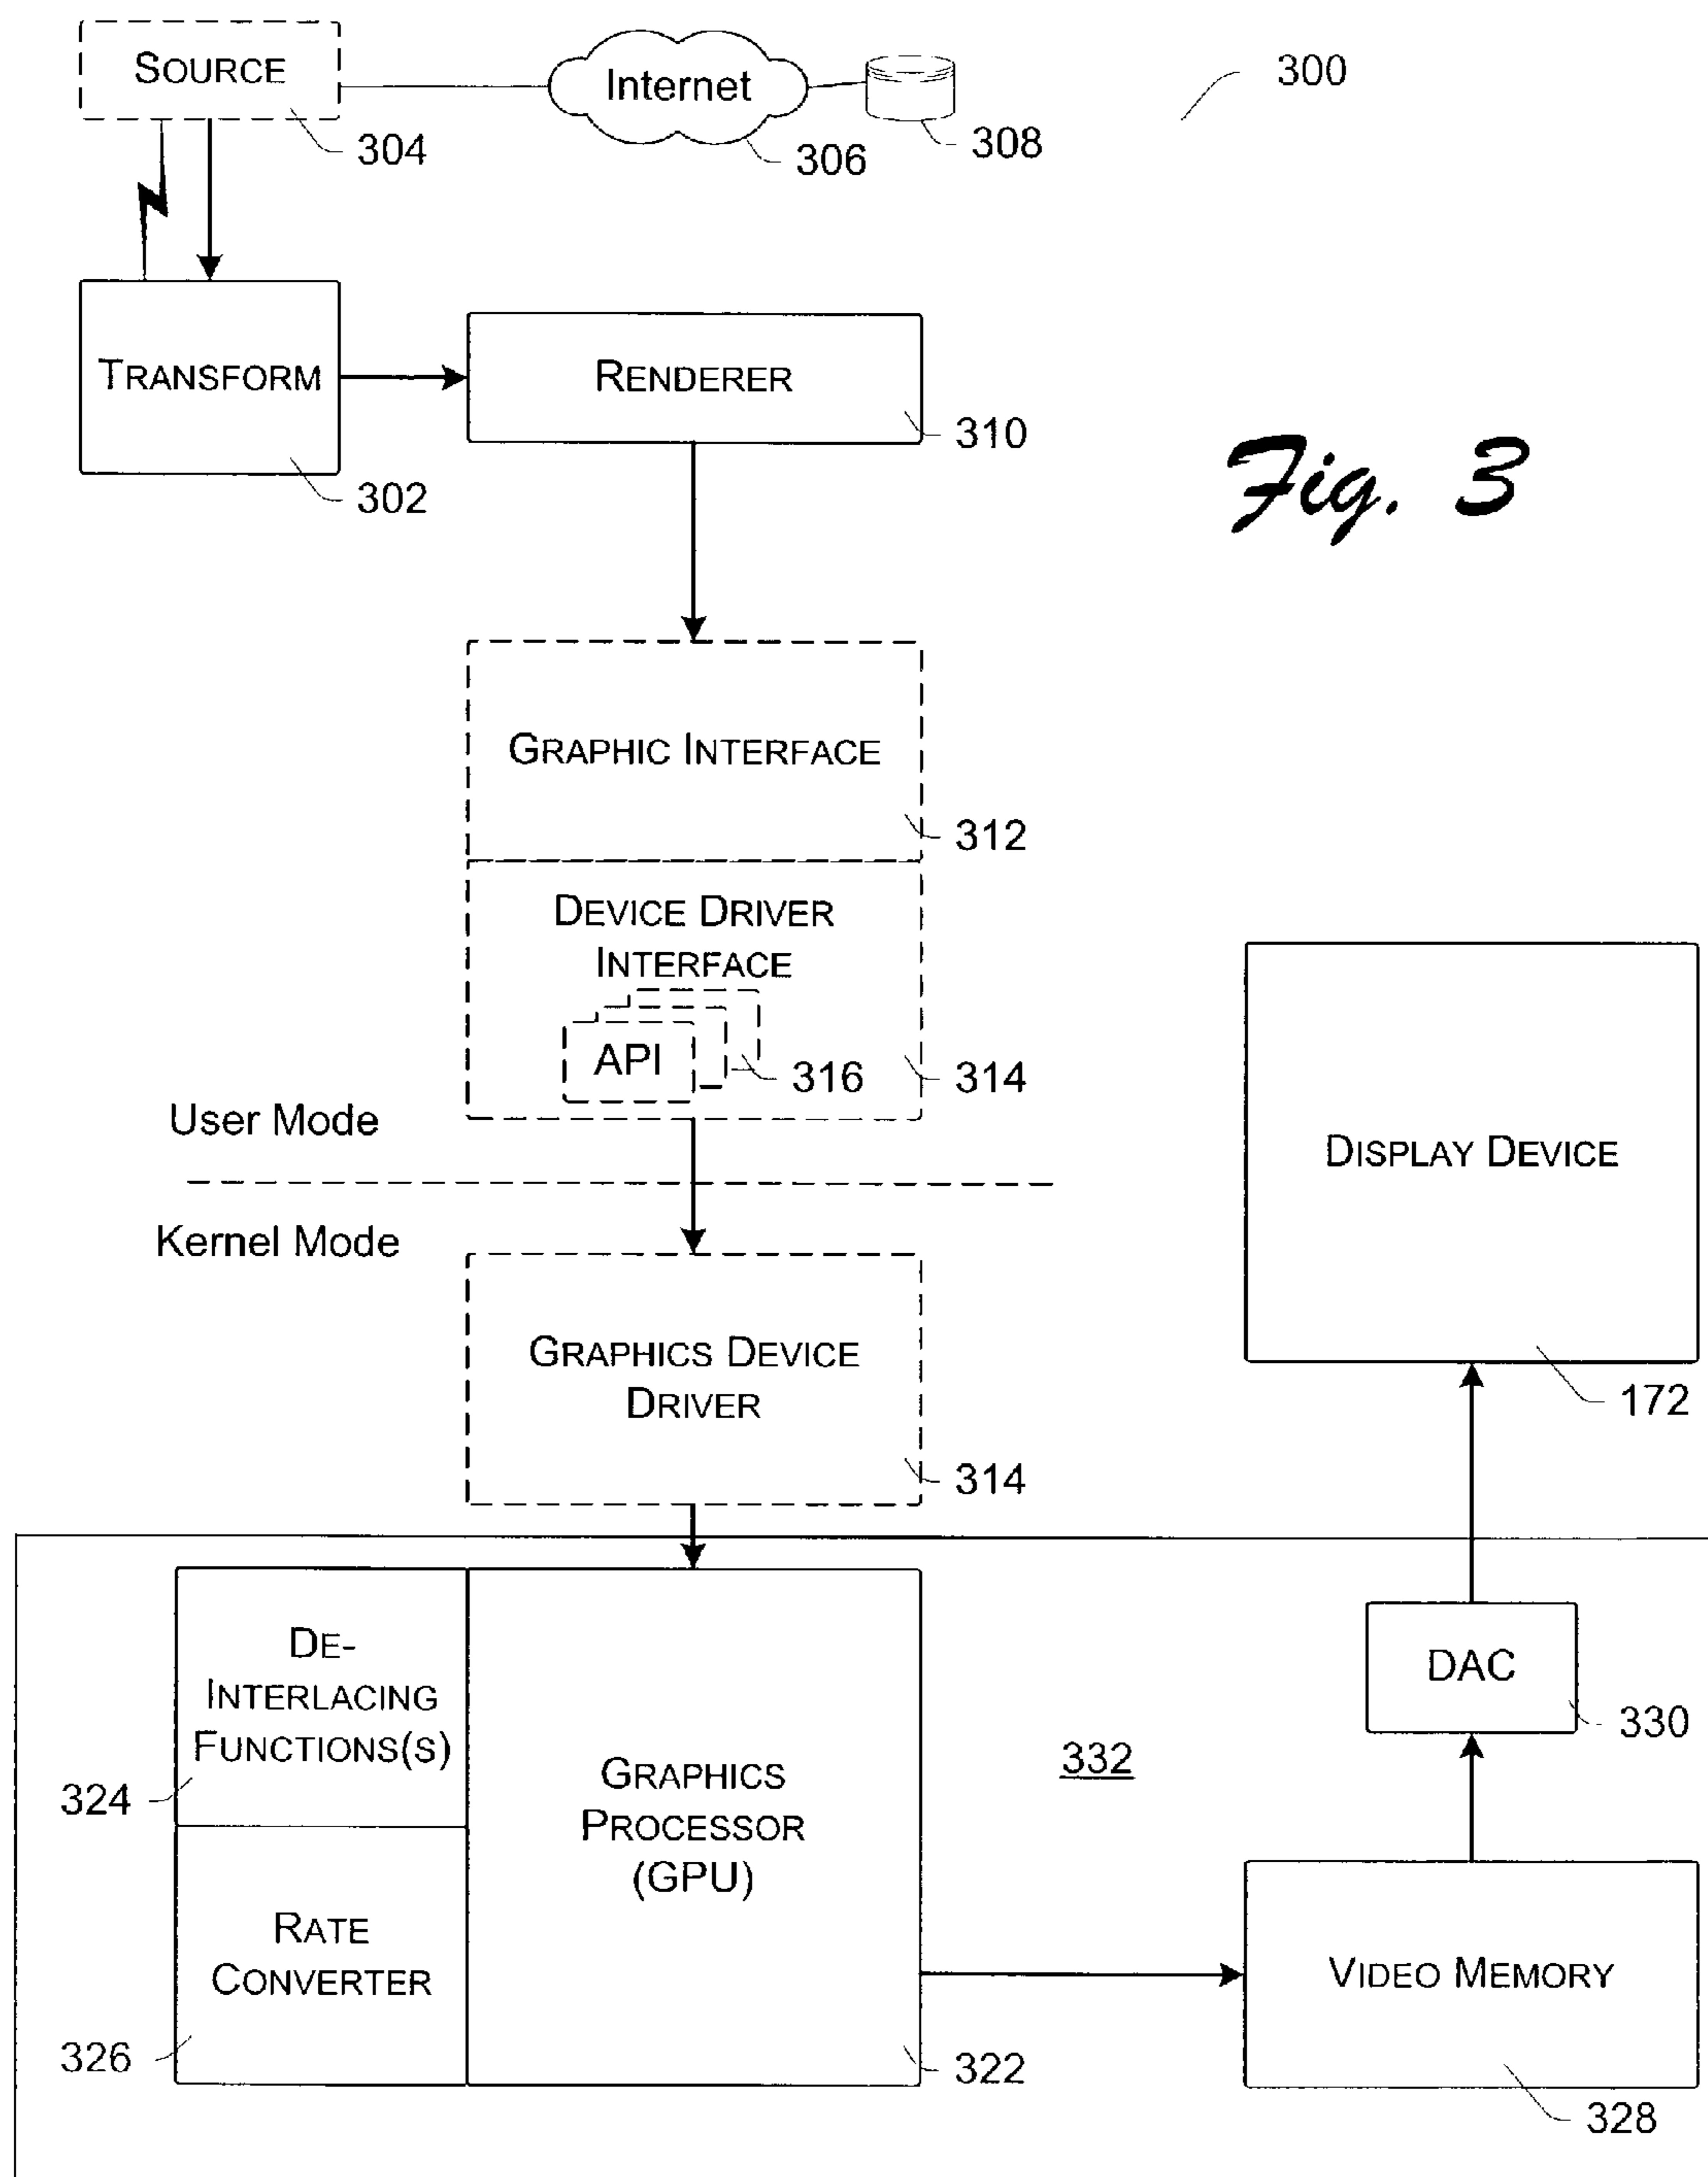 SOURCE
304
Internet
306
308
300
TRANSFORM
302
RENDERER
310
Fig. 3
GRAPHIC INTERFACE
312
DEVICE DRIVER
INTERFACE
API
316
314
User Mode
Kernel Mode
DISPLAY DEVICE
172
GRAPHICS DEVICE
DRIVER
314
DE-
INTERLACING
FUNCTIONS(S)
324
RATE
CONVERTER
326
GRAPHICS
PROCESSOR
(GPU)
322
332
DAC
330
VIDEO MEMORY
328